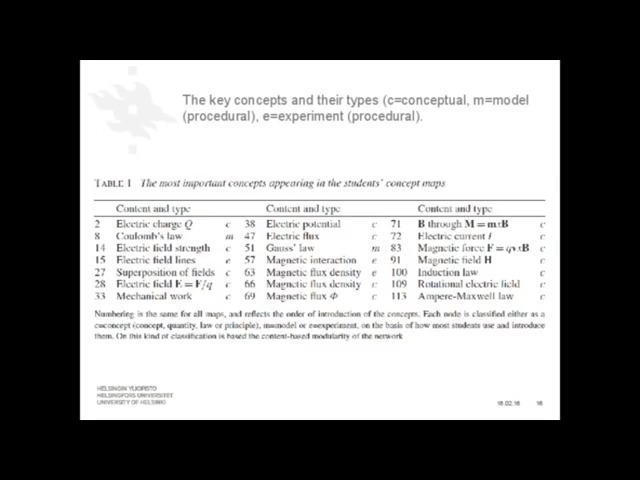 The key concepts and their types (c=conceptual, m=model
(procedural), e=experiment (procedural).
TABLE 1 The most important concepts appearing in the students' concept maps
Content and type Content and type Content and type
2 Electric charge Q c 38 Electric potential c 71 B through M = m x B c
8 Coulomb's law m 47 Electric flux c 72 Electric current I c
14 Electric field strength c 51 Gauss' law m 83 Magnetic force F = qv x B c
15 Electric field lines e 57 Magnetic interaction e 91 Magnetic field H c
27 Superposition of fields c 63 Magnetic flux density e 100 Induction law c
28 Electric field E = F/q c 66 Magnetic flux density c 109 Rotational electric field c
33 Mechanical work c 69 Magnetic flux Φ c 113 Ampere-Maxwell law c
Numbering is the same for all maps, and reflects the order of introduction of the concepts. Each node is classified either as a
c=concept (concept, quantity, law or principle), m=model or e=experiment, on the basis of how most students use and introduce
them. On this kind of classification is based the content-based modularity of the network
HELSINGIN YLIOPISTO
HELSINGFORS UNIVERSITET
UNIVERSITY OF HELSINKI
16.02.16 16